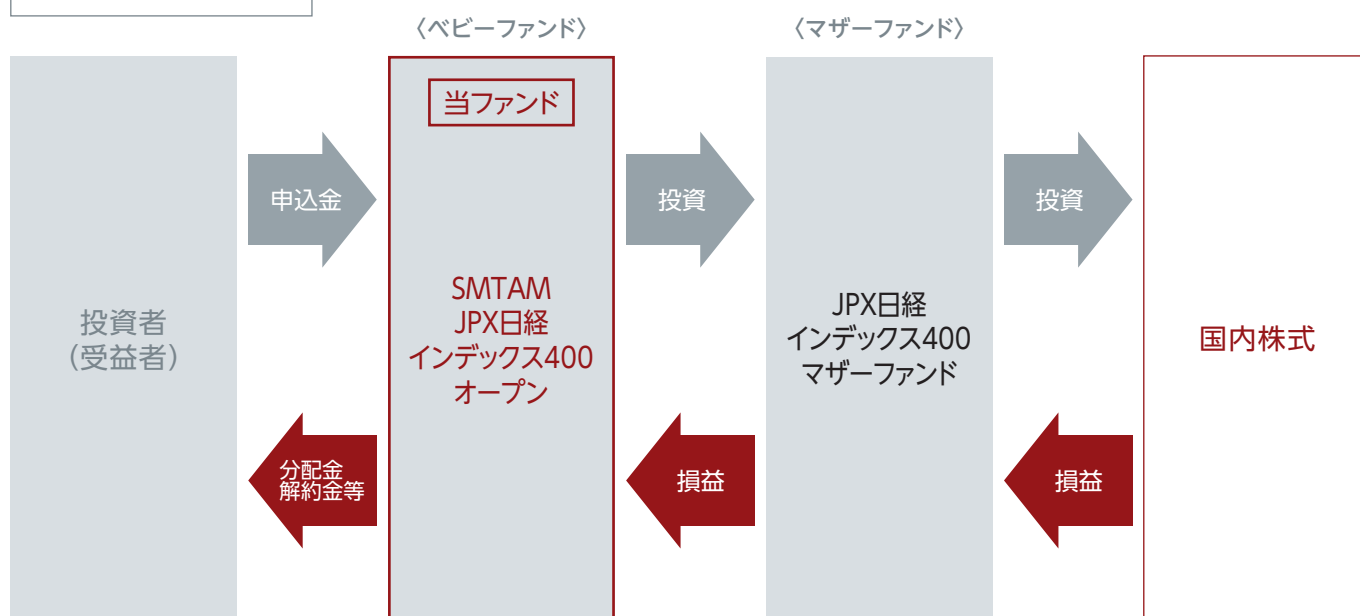 〈ベビーファンド〉
〈マザーファンド〉
当ファンド
申込金
投資
投資
投資者
(受益者)
SMTAM
JPX日経
インデックス400
オープン
JPX日経
インデックス400
マザーファンド
国内株式
分配金
解約金等
損益
損益